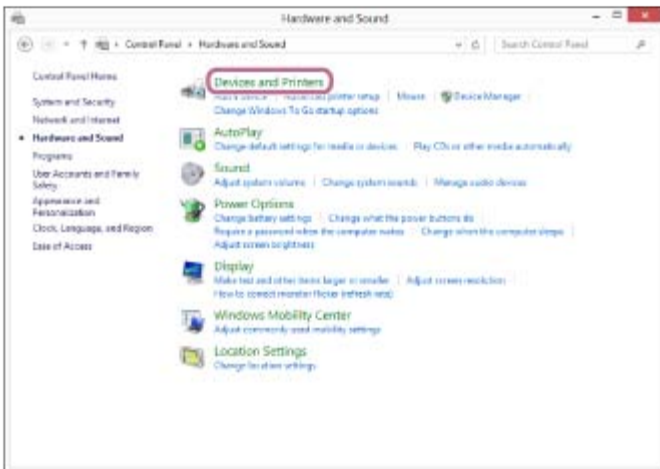 Hardware and Sound
Control Panel
Hardware and Sound
Search Control Panel
Control Panel Home
System and Security
Network and Internet
Hardware and Sound
Programs
User Accounts and Family
Safety
Appearance and
Personalization
Clock, Language, and Region
Ease of Access
Devices and Printers
Add a device
Advanced printer setup
Mouse
Device Manager
Change Windows To Go startup options
AutoPlay
Change default settings for media or devices
Play CDs or other media automatically
Sound
Adjust system volume
Change system sounds
Manage audio devices
Power Options
Change battery settings
Change what the power buttons do
Require a password when the computer wakes
Change when the computer sleeps
Adjust screen brightness
Display
Make text and other items larger or smaller
Adjust screen resolution
How to correct monitor flicker (refresh rate)
Windows Mobility Center
Adjust commonly used mobility settings
Location Settings
Change location settings